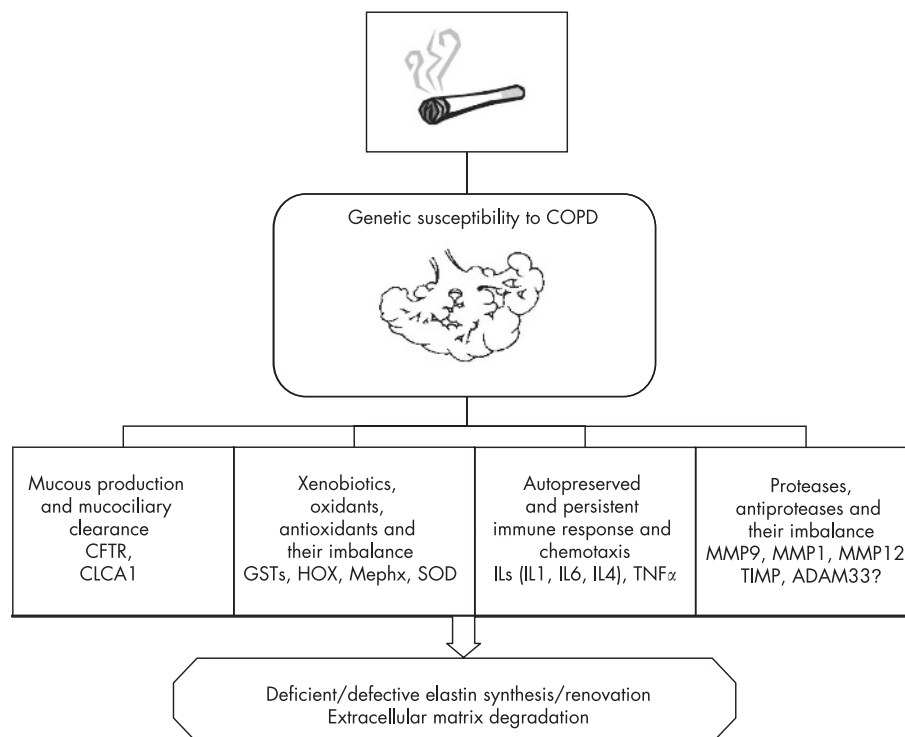 Genetic susceptibility to COPD
Mucous production
and mucociliary
clearance
CFTR,
CLCA1
Xenobiotics,
oxidants,
antioxidants and
their imbalance
GSTs, HOX, Mephx, SOD
Autopreserved
and persistent
immune response and
chemotaxis
ILs (IL1, IL6, IL4), TNFα
Proteases,
antiproteases and
their imbalance
MMP9, MMP1, MMP12
TIMP, ADAM33?
Deficient/defective elastin synthesis/renovation
Extracellular matrix degradation